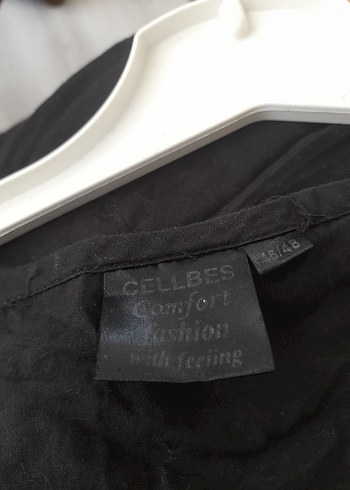 CELLBES
Comfort
fashion
with feeling
46/48